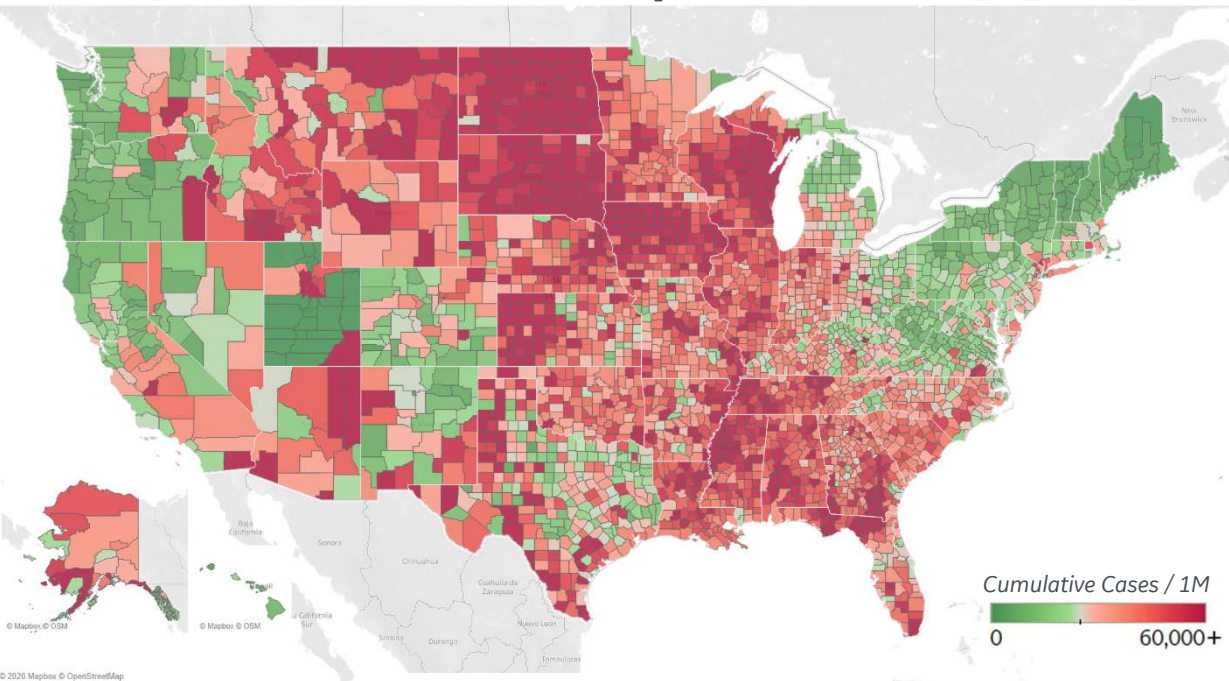 New
Brunswick
Baja
California
Sonora
Chihuahua
Coahuila de
Zaragoza
Nuevo León
Tamaulipas
Durango
Sinaloa
a California
Sur
© Mapbox © OSM
© Mapbox © OSM
© 2020 Mapbox © OpenStreetMap
Cumulative Cases / 1M
0
60,000+